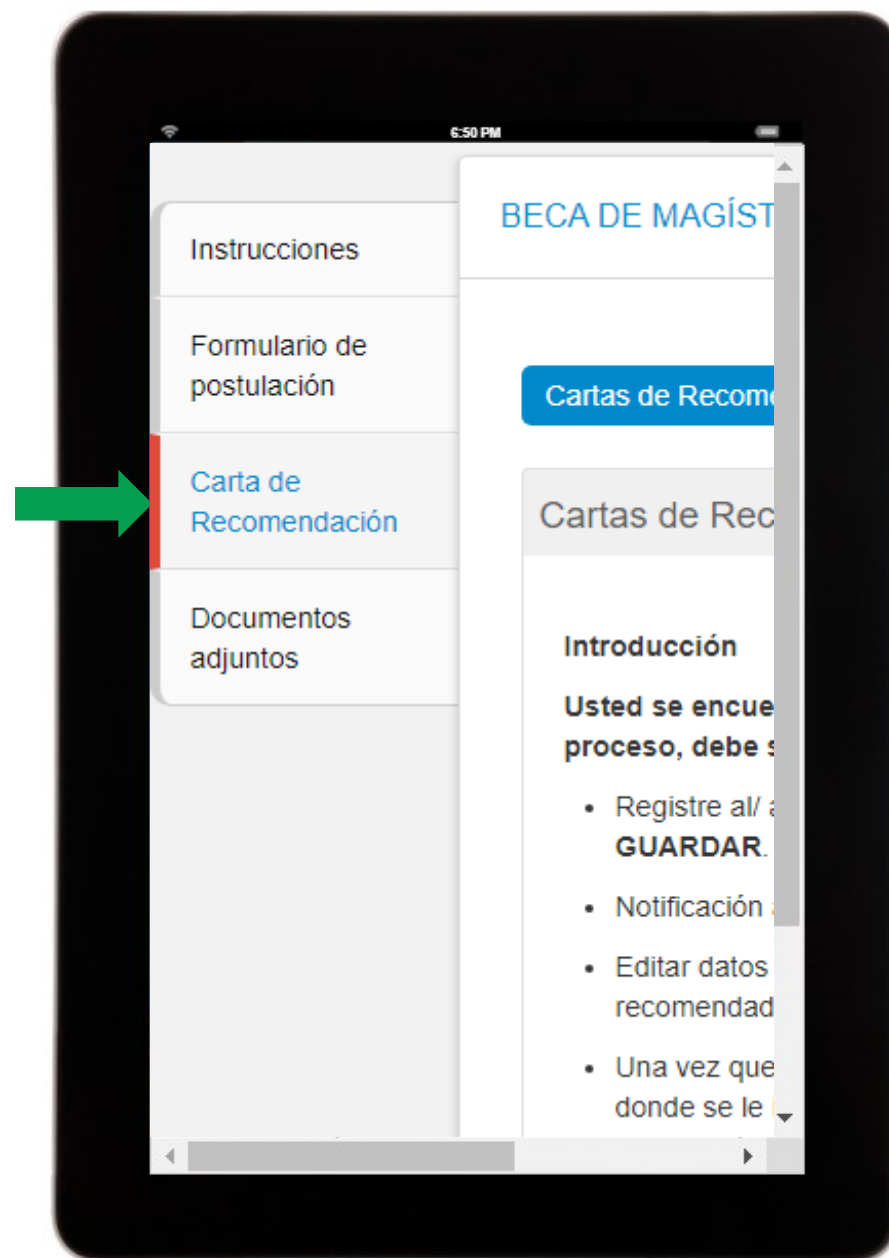 6:50 PM
Instrucciones
Formulario de
postulación
Carta de
Recomendación
Documentos
adjuntos
BECA DE MAGÍST
Cartas de Recome
Cartas de Rec
Introducción
Usted se encue
proceso, debe s
Registre al/ a
GUARDAR.
Notificación a
Editar datos
recomendad
Una vez que
donde se le